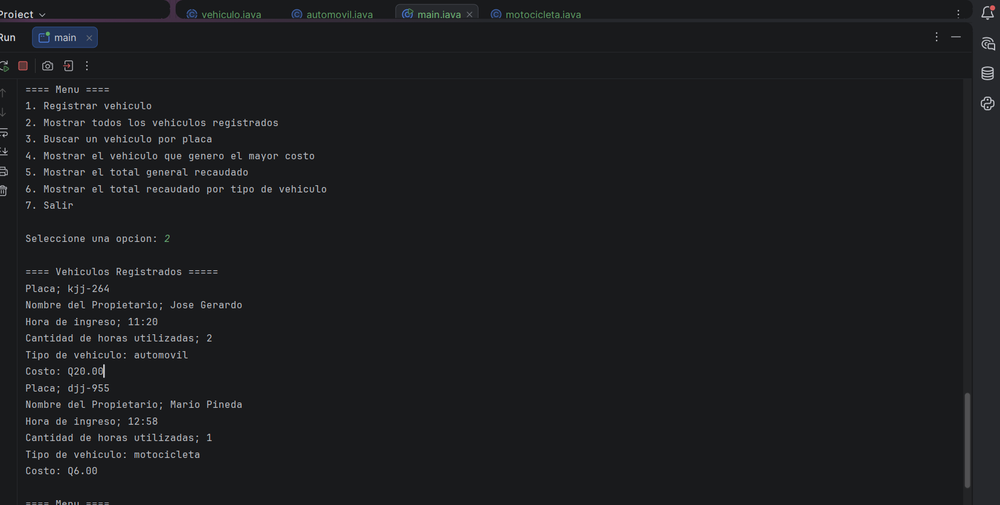 Project
vehiculo.java
automovil.java
main.java
motocicleta.java
Run
main
==== Menu ====
1. Registrar vehiculo
2. Mostrar todos los vehiculos registrados
3. Buscar un vehiculo por placa
4. Mostrar el vehiculo que genero el mayor costo
5. Mostrar el total general recaudado
6. Mostrar el total recaudado por tipo de vehiculo
7. Salir
Seleccione una opcion: 2
==== Vehiculos Registrados =====
Placa; kjj-264
Nombre del Propietario; Jose Gerardo
Hora de ingreso; 11:20
Cantidad de horas utilizadas; 2
Tipo de vehiculo: automovil
Costo: Q20.00
Placa; djj-955
Nombre del Propietario; Mario Pineda
Hora de ingreso; 12:58
Cantidad de horas utilizadas; 1
Tipo de vehiculo: motocicleta
Costo: Q6.00
==== Menu ====